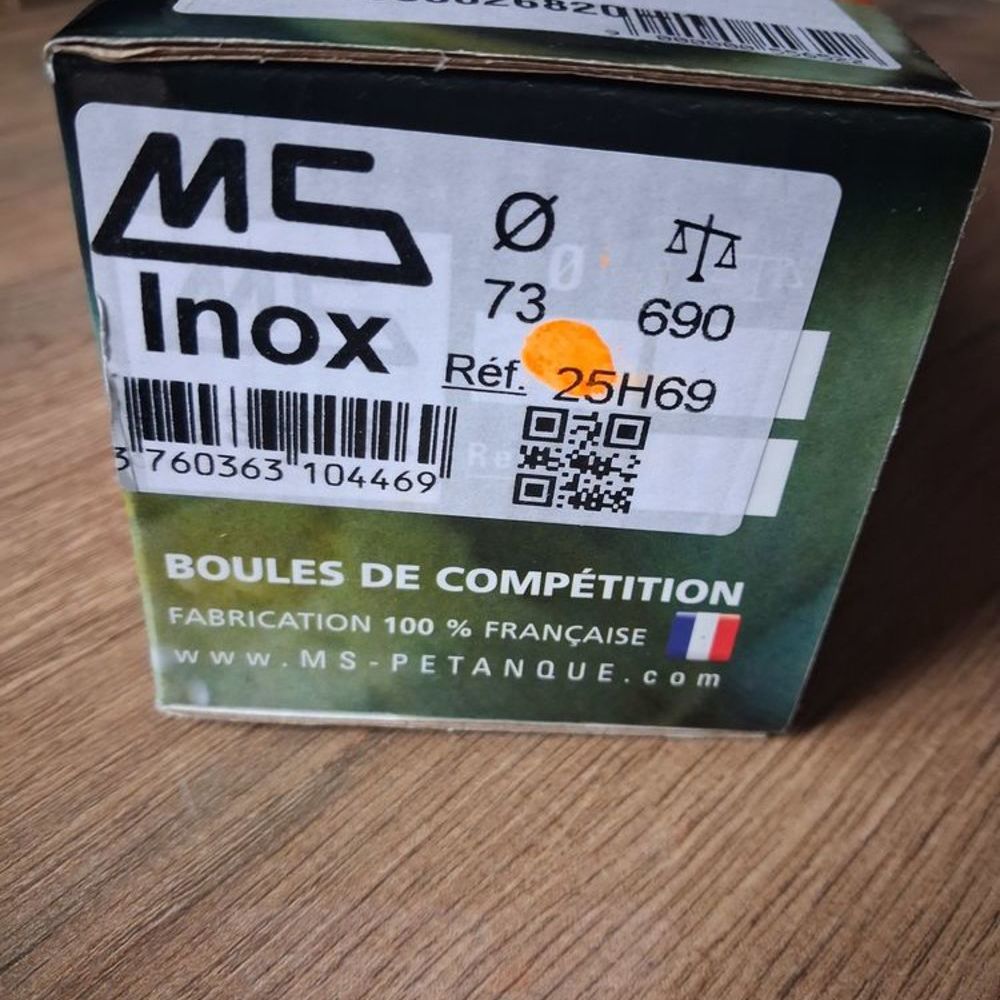 MS
Inox
Ø
73 690
Réf. 25H69
3 760363 104469
BOULES DE COMPÉTITION
FABRICATION 100 % FRANÇAISE
www.MS-PETANQUE.com